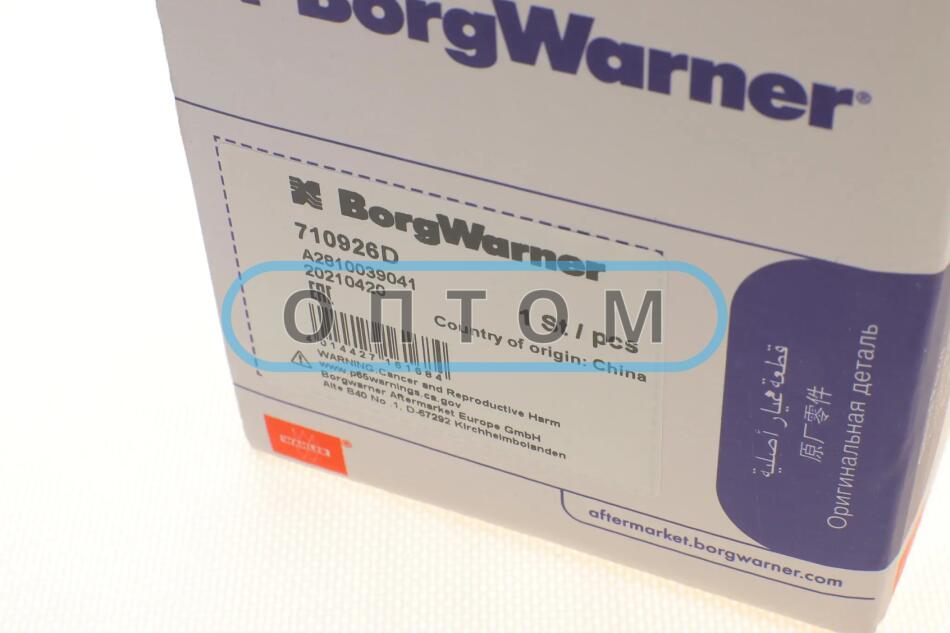 BorgWarner®
BorgWarner
710926D
A2810039041
20210420
1 St / pcs
Country of origin: China
ОПТОМ
WARNING:Cancer and Reproductive Harm
www.p65warnings.ca.gov
Borgwarner Aftermarket Europe GmbH
Alte B40 No .1, D-67292 Kirchheimbolanden
WAHLER®
قطعة غيار أصلية
原厂零件
Оригинальная деталь
aftermarket.borgwarner.com